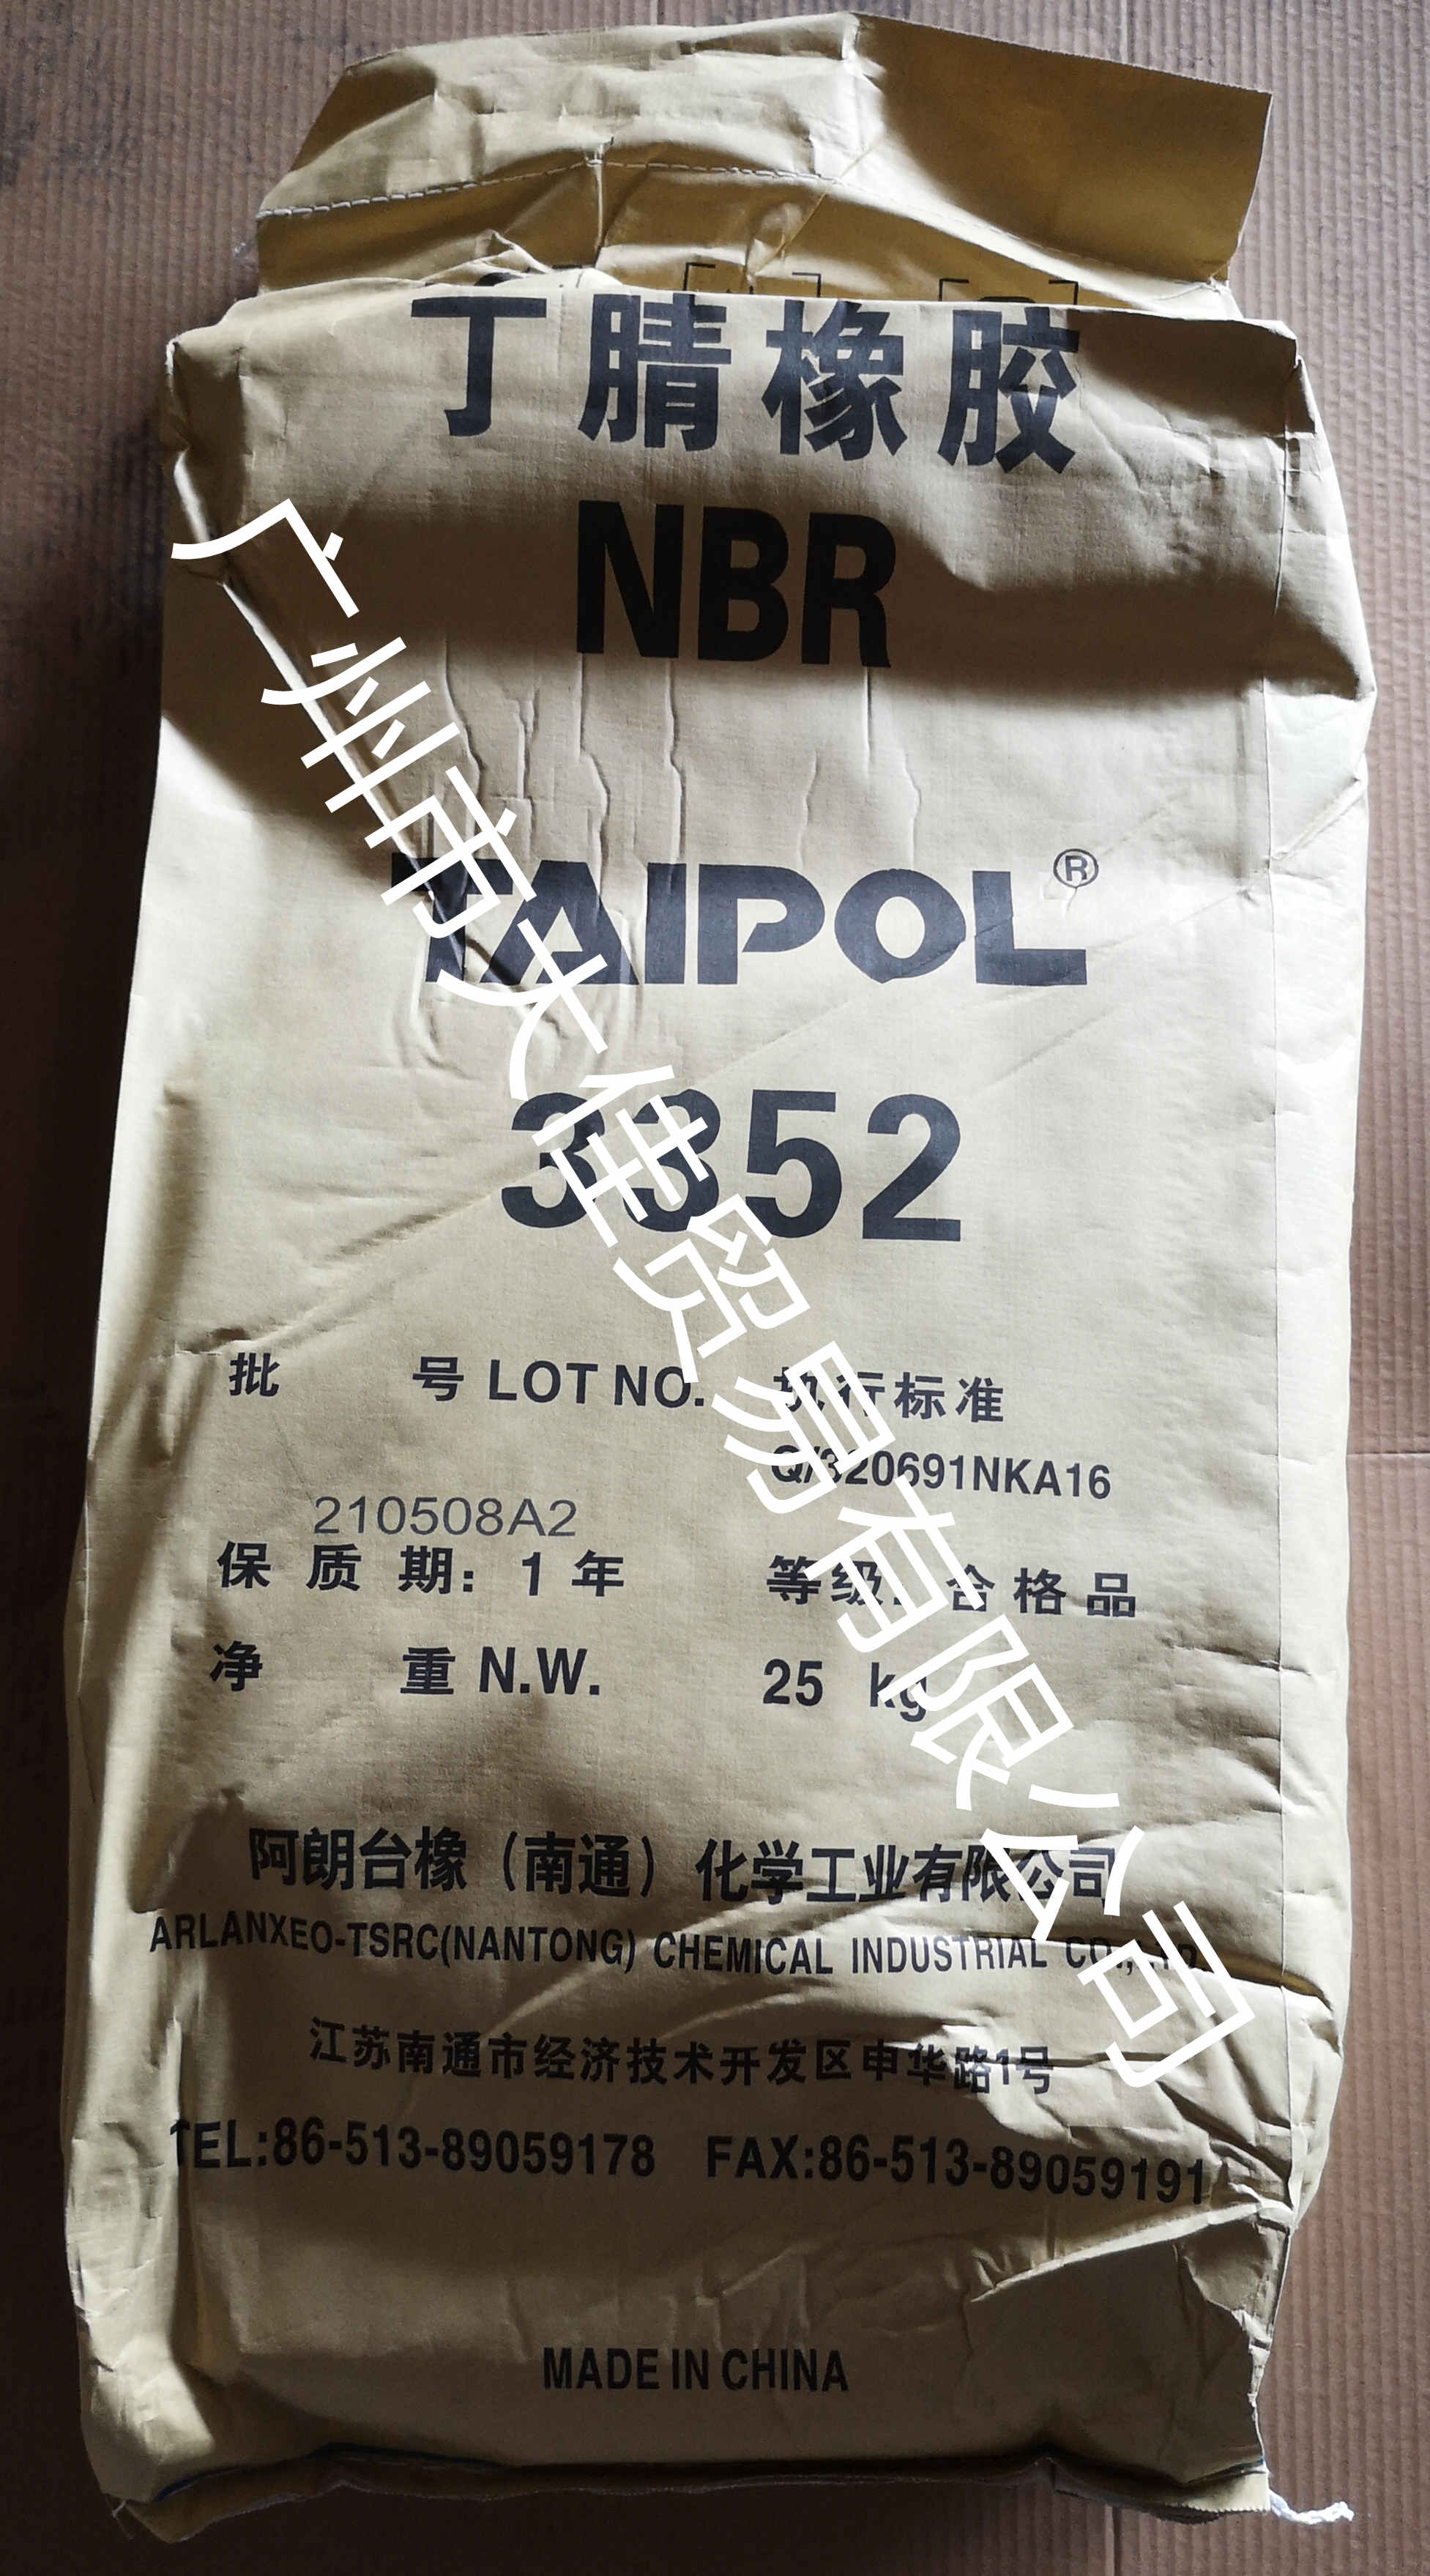 丁腈橡胶
NBR
TAIPOL®
3352
批 号 LOT NO. 执行标准
Q/320691NKA16
210508A2
保 质 期: 1 年 等级: 合 格 品
净 重 N.W. 25 kg
阿朗台橡（南通）化学工业有限公司
ARLANXEO-TSRC(NANTONG) CHEMICAL INDUSTRIAL CO.,LTD.
江苏南通市经济技术开发区申华路1号
TEL:86-513-89059178 FAX:86-513-89059191
MADE IN CHINA
广州市天佳贸易有限公司